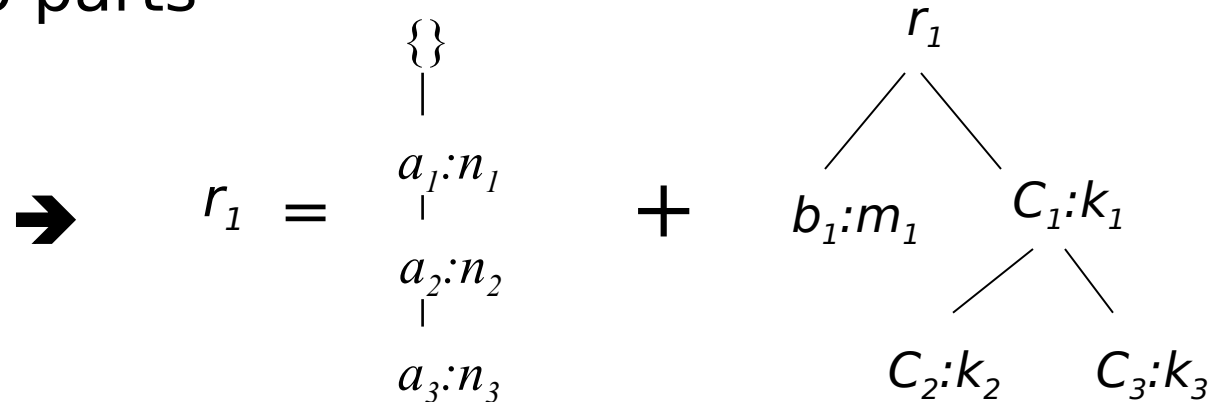 parts
{}
r₁
a₁:n₁
r₁ =
+
b₁:m₁
C₁:k₁
a₂:n₂
a₃:n₃
C₂:k₂
C₃:k₃